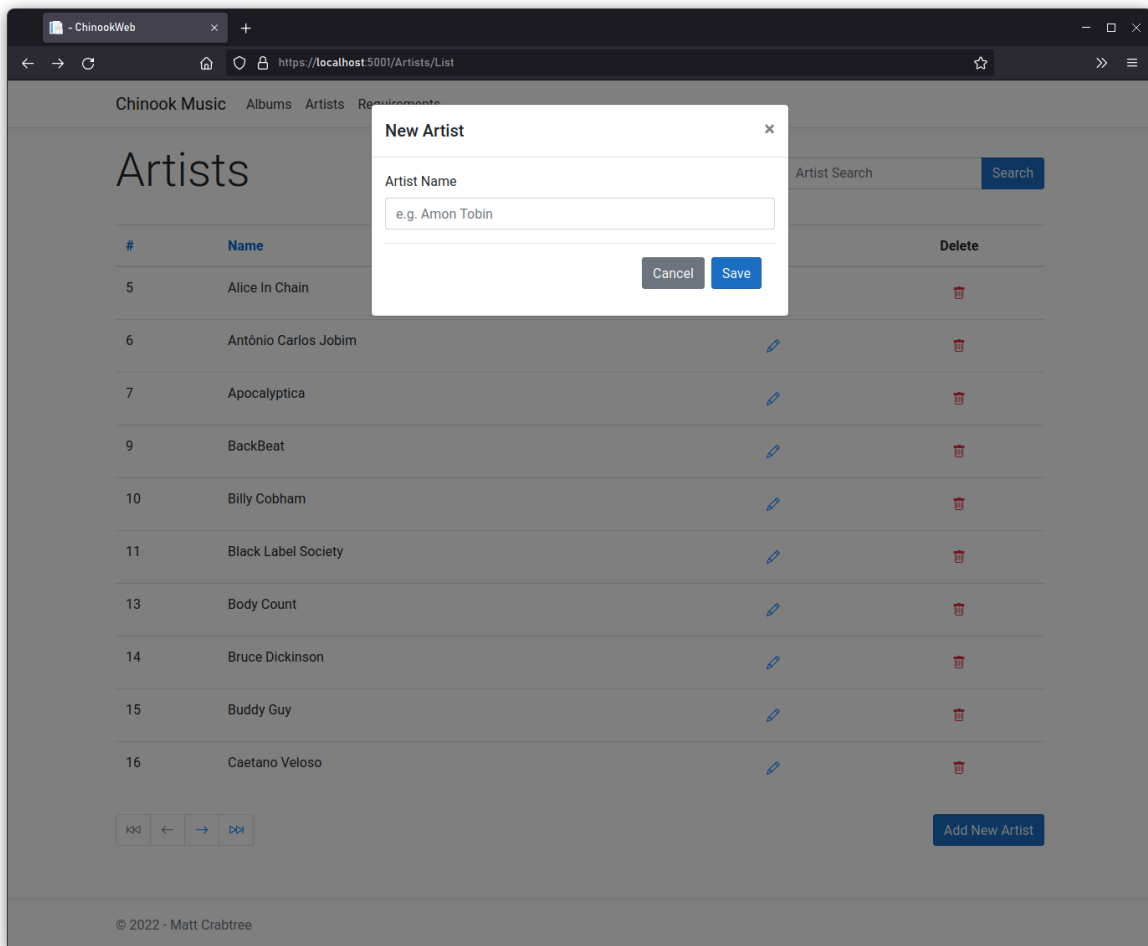 - ChinookWeb
https://localhost:5001/Artists/List
Chinook Music Albums Artists Requirements
New Artist ×
Artist Name
e.g. Amon Tobin
Cancel Save
Artists
Artist Search Search
# Name Delete
5 Alice In Chain
6 Antônio Carlos Jobim
7 Apocalyptica
9 BackBeat
10 Billy Cobham
11 Black Label Society
13 Body Count
14 Bruce Dickinson
15 Buddy Guy
16 Caetano Veloso
Add New Artist
© 2022 - Matt Crabtree